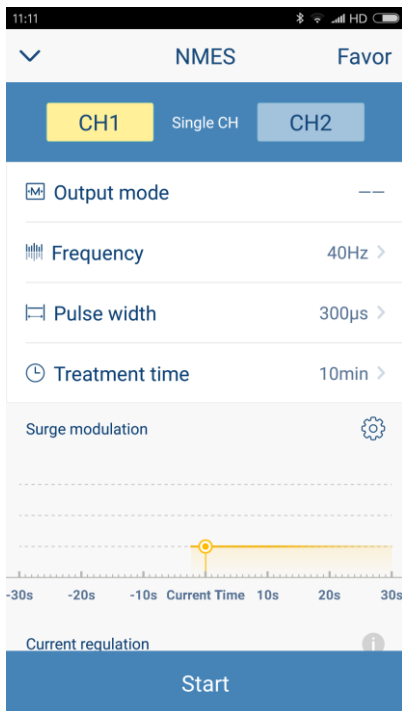 11:11 HD
NMES Favor
CH1 Single CH CH2
Output mode ——
Frequency 40Hz
Pulse width 300µs
Treatment time 10min
Surge modulation
-30s -20s -10s Current Time 10s 20s 30s
Current regulation
Start